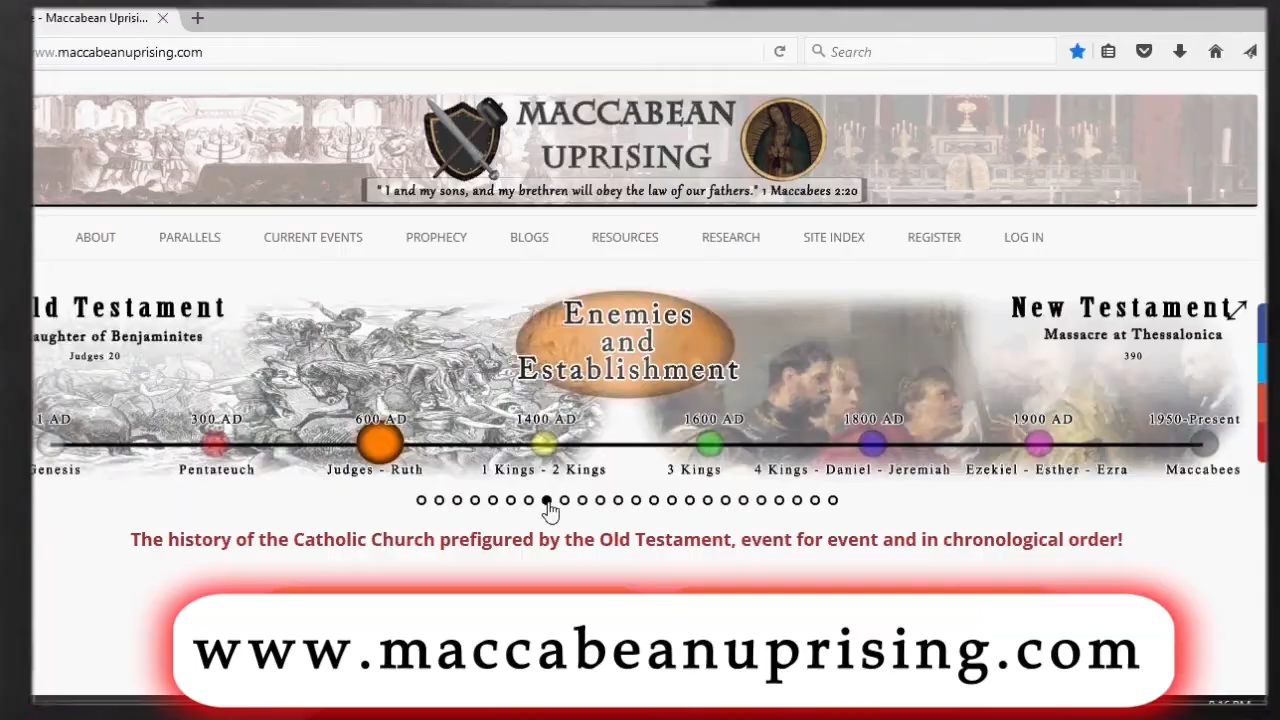 - Maccabean Uprisi...
www.maccabeanuprising.com
Search
MACCABEAN
UPRISING
" I and my sons, and my brethren will obey the law of our fathers." 1 Maccabees 2:20
ABOUT PARALLELS CURRENT EVENTS PROPHECY BLOGS RESOURCES RESEARCH SITE INDEX REGISTER LOG IN
ld Testament
aughter of Benjaminites
Judges 20
Enemies
and
Establishment
New Testament
Massacre at Thessalonica
390
1 AD 300 AD 600 AD 1400 AD 1600 AD 1800 AD 1900 AD 1950-Present
Genesis Pentateuch Judges - Ruth 1 Kings - 2 Kings 3 Kings 4 Kings - Daniel - Jeremiah Ezekiel - Esther - Ezra Maccabees
The history of the Catholic Church prefigured by the Old Testament, event for event and in chronological order!
www.maccabeanuprising.com